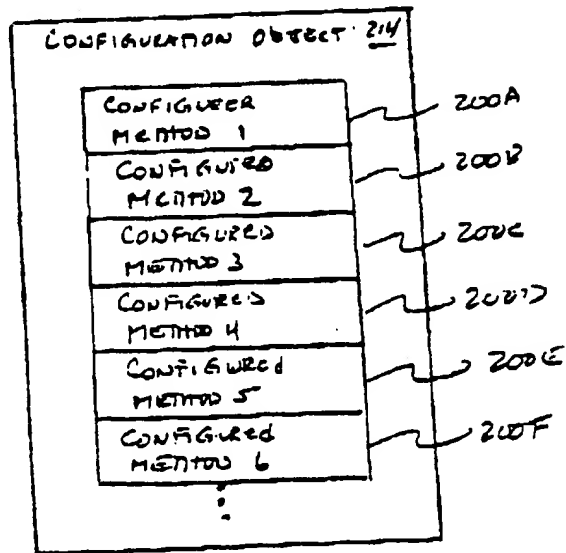 CONFIGURATION OBJECT 214
CONFIGURED
METHOD 1
200A
CONFIGURED
METHOD 2
200B
CONFIGURED
METHOD 3
200C
CONFIGURED
METHOD 4
200D
CONFIGURED
METHOD 5
200E
CONFIGURED
METHOD 6
200F